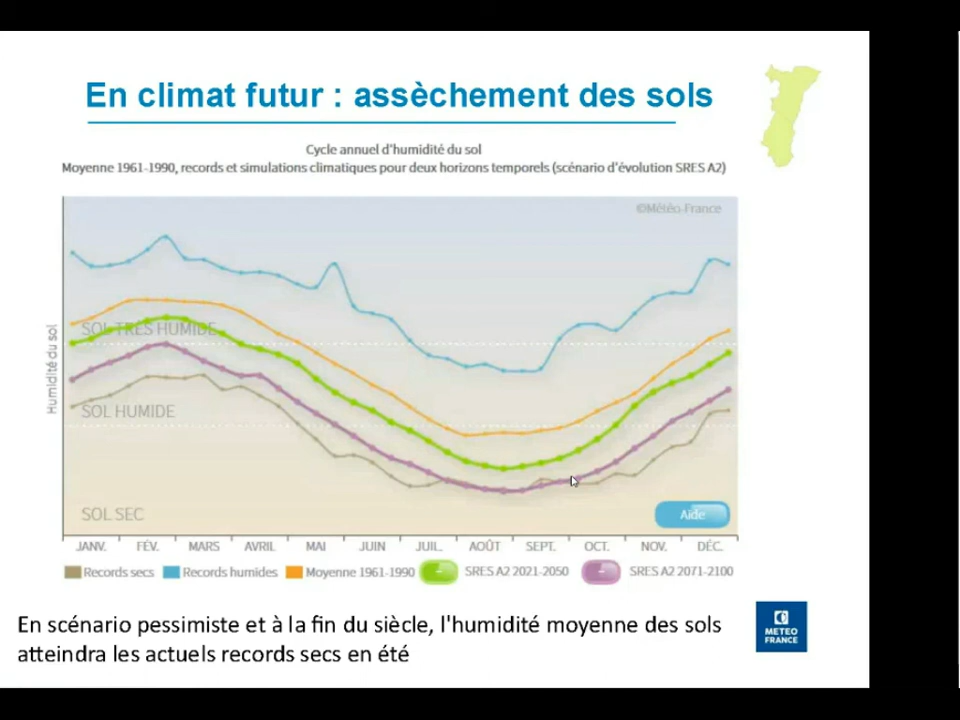 En climat futur : assèchement des sols
Cycle annuel d'humidité du sol
Moyenne 1961-1990, records et simulations climatiques pour deux horizons temporels (scénario d'évolution SRES A2)
©Météo-France
Humidité du sol
SOL TRES HUMIDE
SOL HUMIDE
SOL SEC
Aide
JANV. FÉV. MARS AVRIL MAI JUIN JUIL. AOÛT SEPT. OCT. NOV. DÉC.
Records secs Records humides Moyenne 1961-1990 SRES A2 2021-2050 SRES A2 2071-2100
En scénario pessimiste et à la fin du siècle, l'humidité moyenne des sols
atteindra les actuels records secs en été
METEO
FRANCE